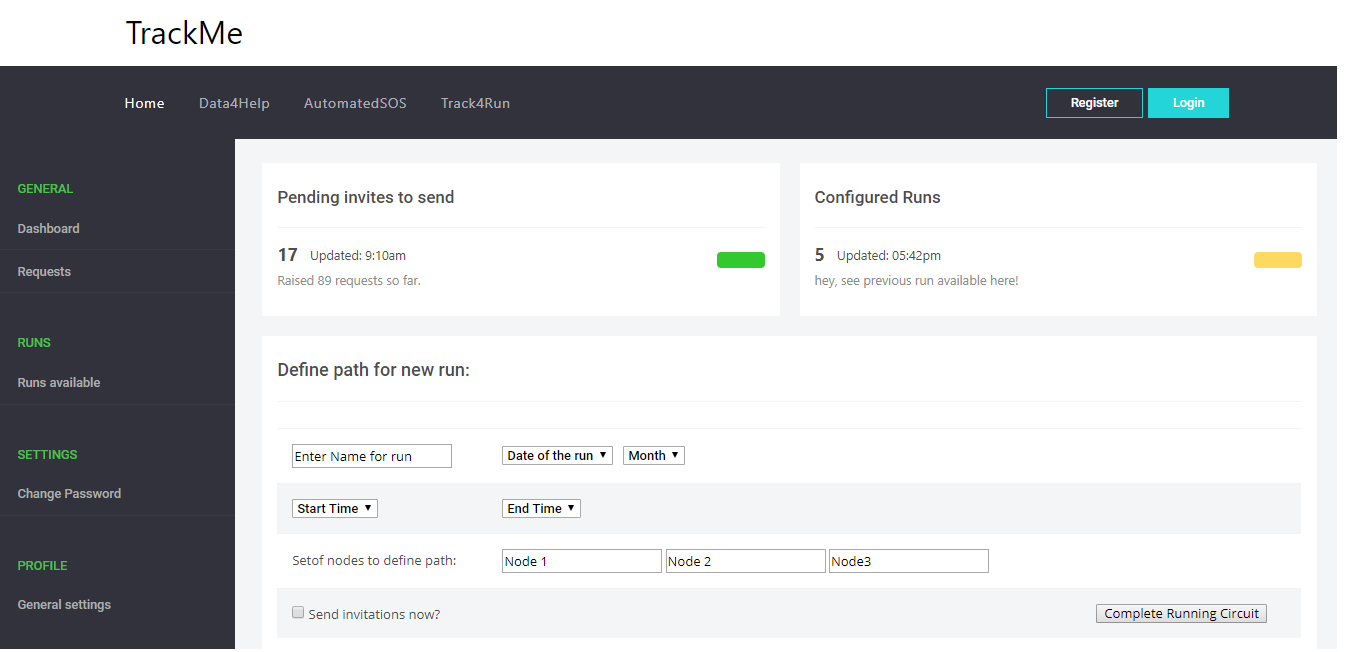 TrackMe
Home Data4Help AutomatedSOS Track4Run Register Login
GENERAL
Dashboard
Requests
RUNS
Runs available
SETTINGS
Change Password
PROFILE
General settings
Pending invites to send
17 Updated: 9:10am
Raised 89 requests so far.
Configured Runs
5 Updated: 05:42pm
hey, see previous run available here!
Define path for new run:
Enter Name for run Date of the run Month
Start Time End Time
Setof nodes to define path: Node 1 Node 2 Node3
Send invitations now? Complete Running Circuit